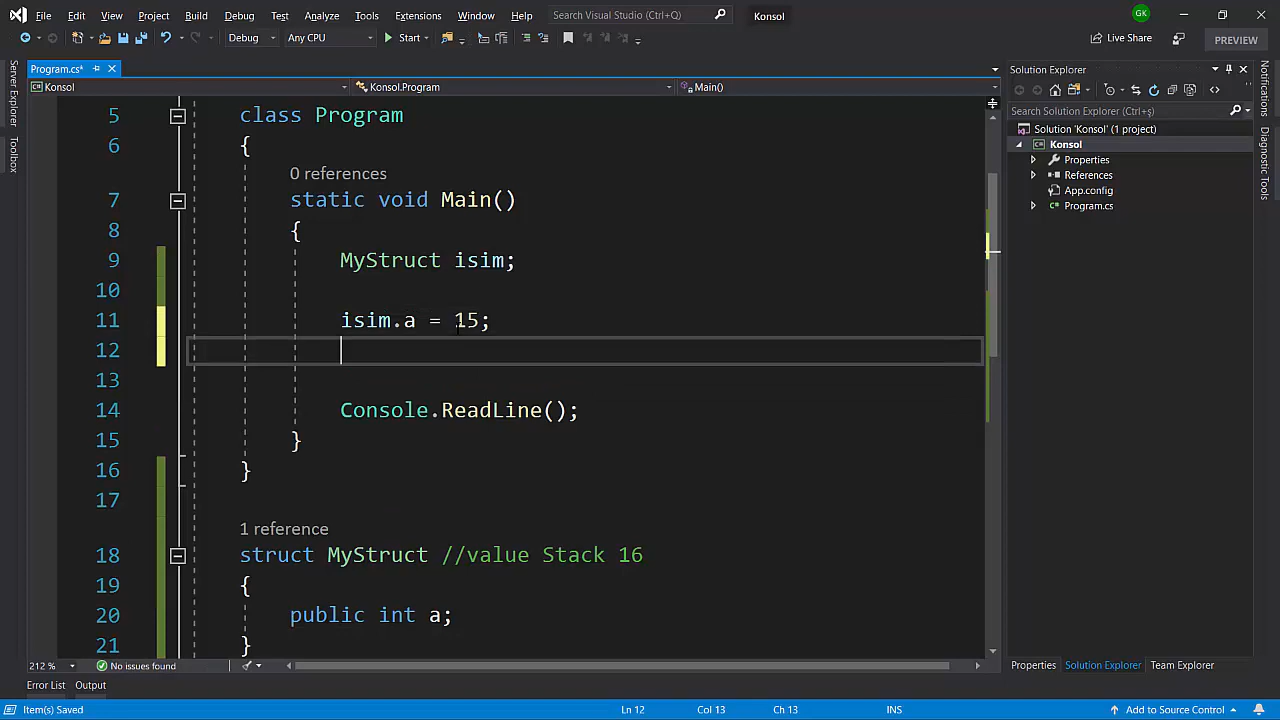 File Edit View Project Build Debug Test Analyze Tools Extensions Window Help Search Visual Studio (Ctrl+Q) Konsol GK
Debug Any CPU Start Live Share PREVIEW
Server Explorer
Toolbox
Program.cs*
Konsol Konsol.Program Main()
5 class Program
6 {
0 references
7 static void Main()
8 {
9 MyStruct isim;
10
11 isim.a = 15;
12
13
14 Console.ReadLine();
15 }
16 }
17
1 reference
18 struct MyStruct //value Stack 16
19 {
20 public int a;
21 }
212 % No issues found
Solution Explorer
Search Solution Explorer (Ctrl+ş)
Solution 'Konsol' (1 project)
Konsol
Properties
References
App.config
Program.cs
Properties Solution Explorer Team Explorer
Notifications
Diagnostic Tools
Error List Output
Item(s) Saved Ln 12 Col 13 Ch 13 INS Add to Source Control